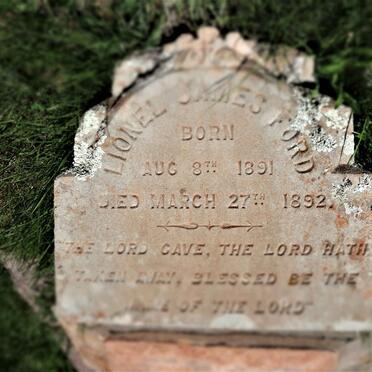 LIONEL JAMES FORD
BORN
AUG 8TH 1891
DIED MARCH 27TH 1892.
THE LORD GAVE, THE LORD HATH
TAKEN AWAY, BLESSED BE THE
NAME OF THE LORD"